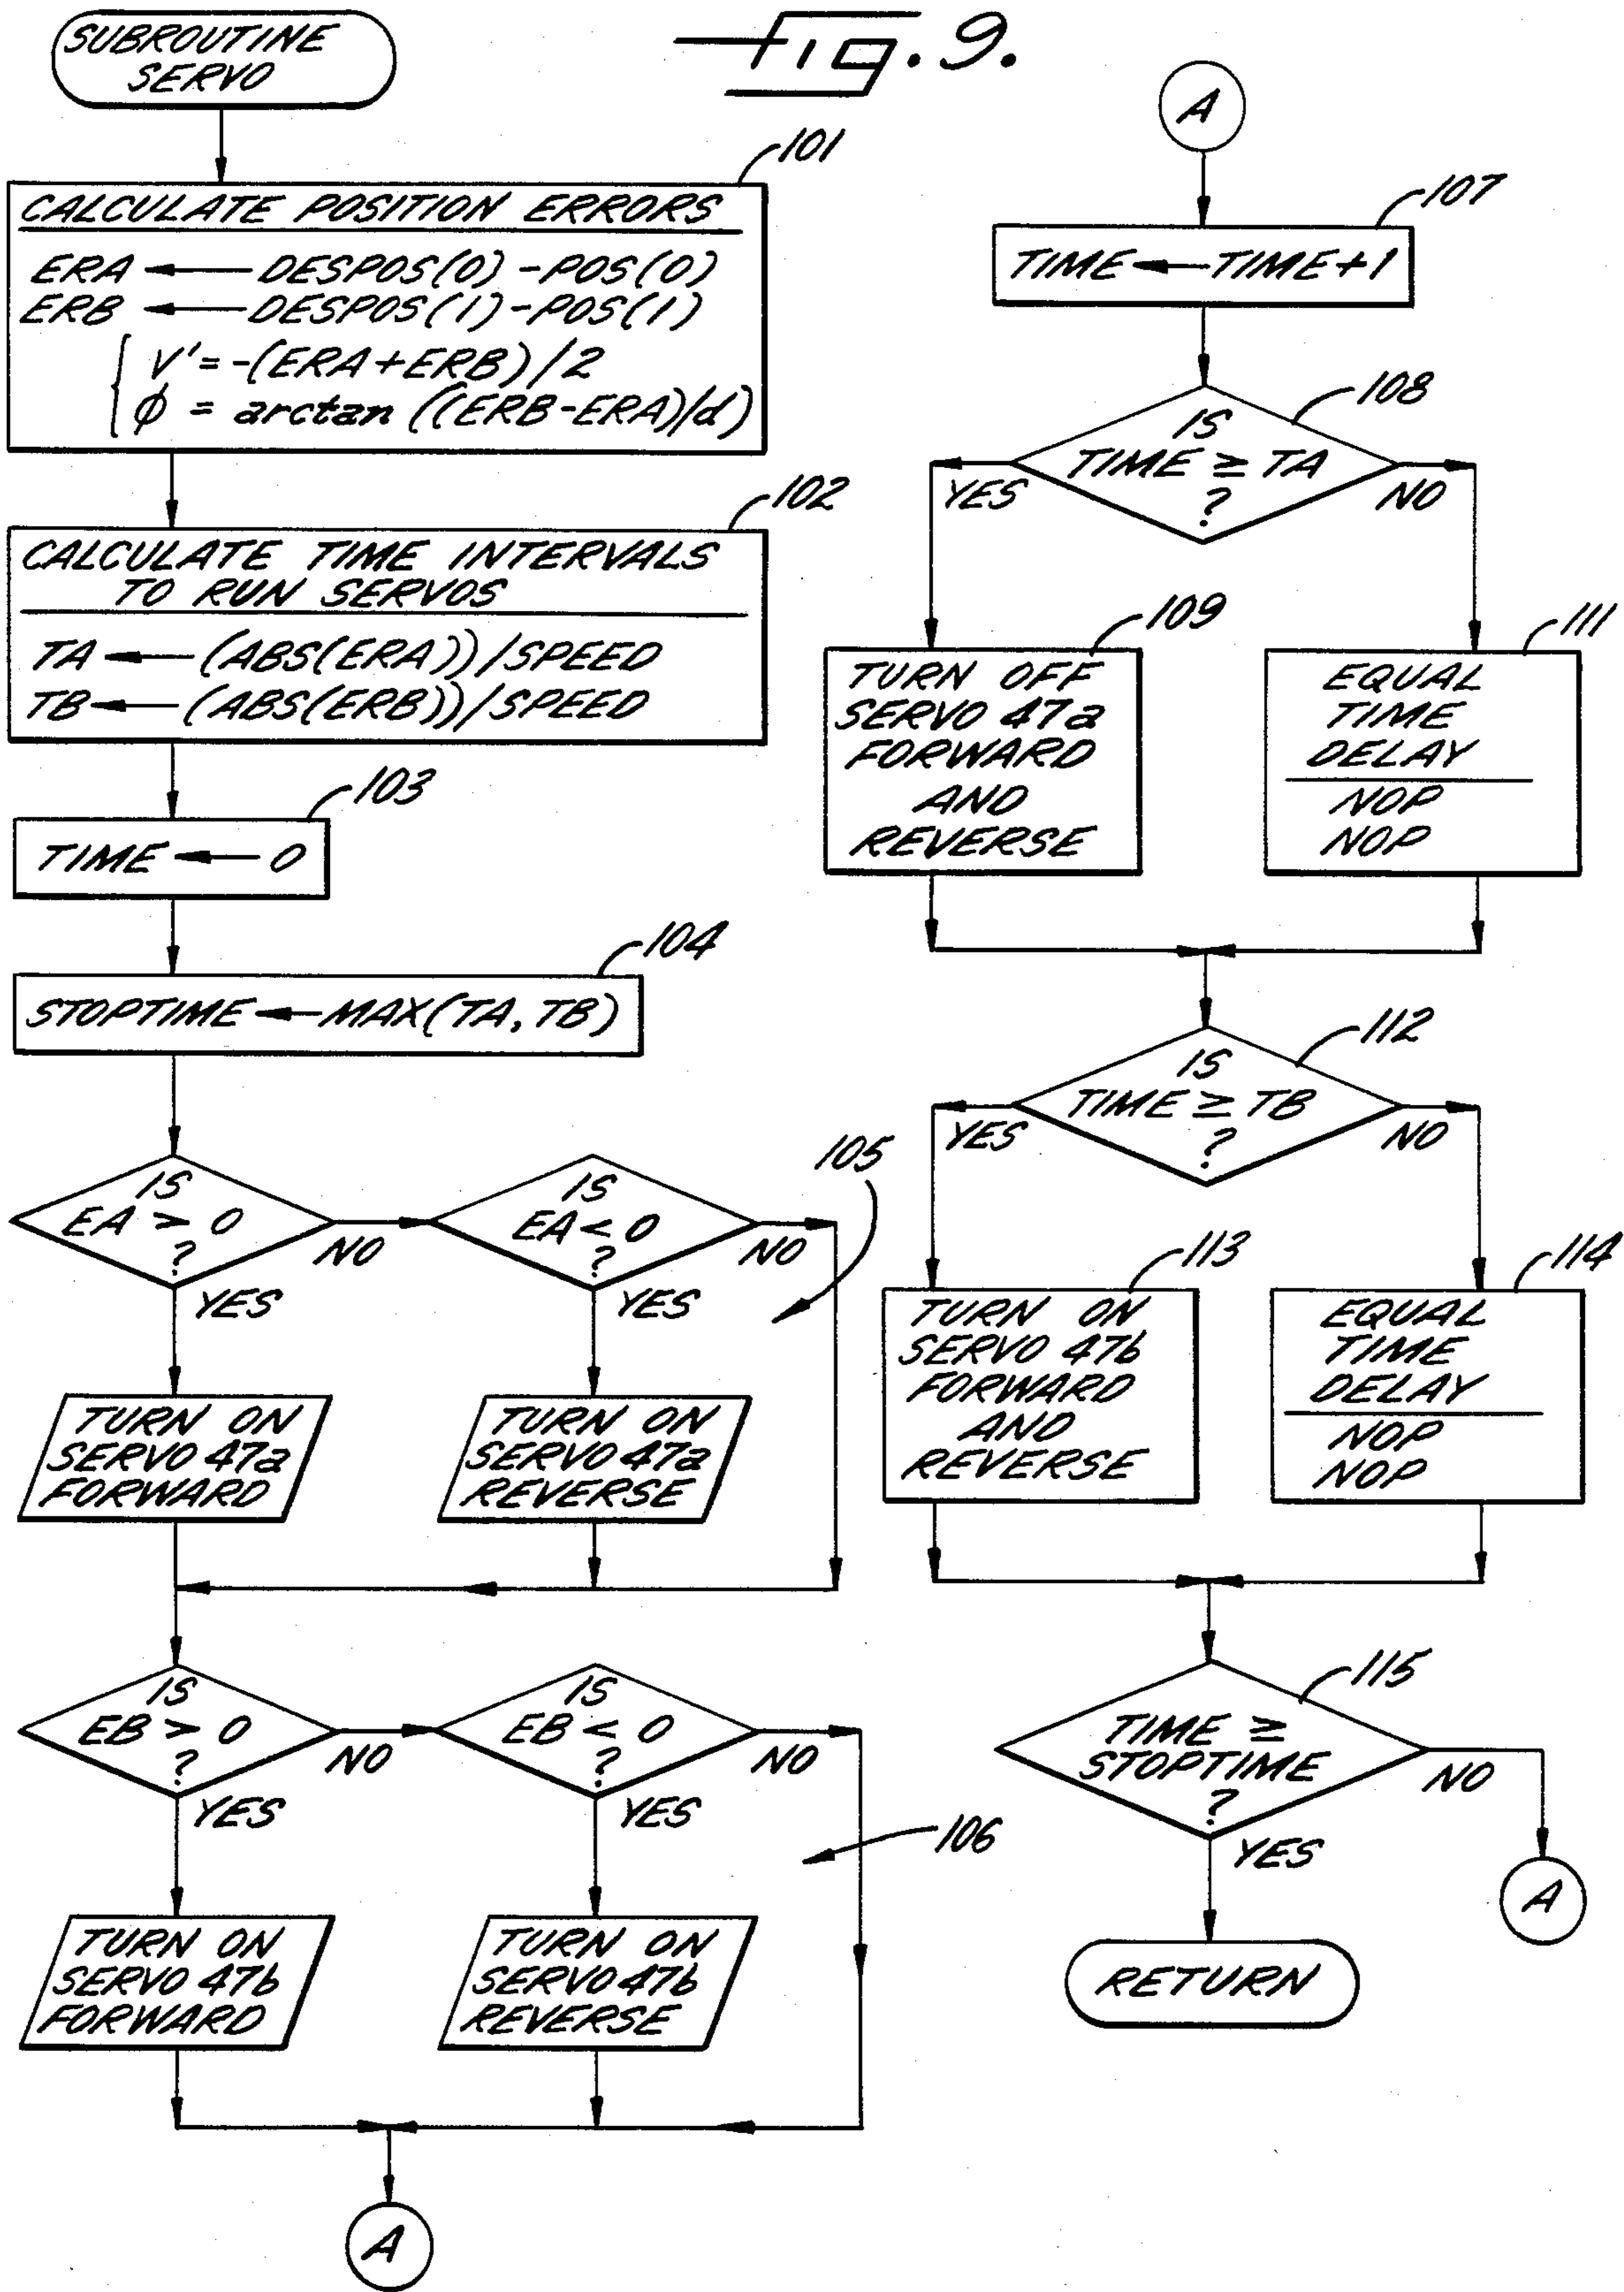 SUBROUTINE
SERVO
Fig. 9.
101
CALCULATE POSITION ERRORS
ERA ← DESPOS(0) - POS(0)
ERB ← DESPOS(1) - POS(1)
V' = -(ERA + ERB)/2
φ = arctan ((ERB-ERA)/d)
102
CALCULATE TIME INTERVALS
TO RUN SERVOS
TA ← (ABS(ERA))/SPEED
TB ← (ABS(ERB))/SPEED
103
TIME ← 0
104
STOPTIME ← MAX(TA, TB)
105
IS
EA > 0
?
NO
YES
IS
EA < 0
?
NO
YES
TURN ON
SERVO 47a
FORWARD
TURN ON
SERVO 47a
REVERSE
IS
EB > 0
?
NO
YES
IS
EB < 0
?
NO
YES
106
TURN ON
SERVO 47b
FORWARD
TURN ON
SERVO 47b
REVERSE
A
A
107
TIME ← TIME + 1
108
IS
TIME ≥ TA
?
YES
NO
109
TURN OFF
SERVO 47a
FORWARD
AND
REVERSE
111
EQUAL
TIME
DELAY
NOP
NOP
112
IS
TIME ≥ TB
?
YES
NO
113
TURN ON
SERVO 47b
FORWARD
AND
REVERSE
114
EQUAL
TIME
DELAY
NOP
NOP
115
TIME ≥
STOPTIME
?
NO
YES
A
RETURN